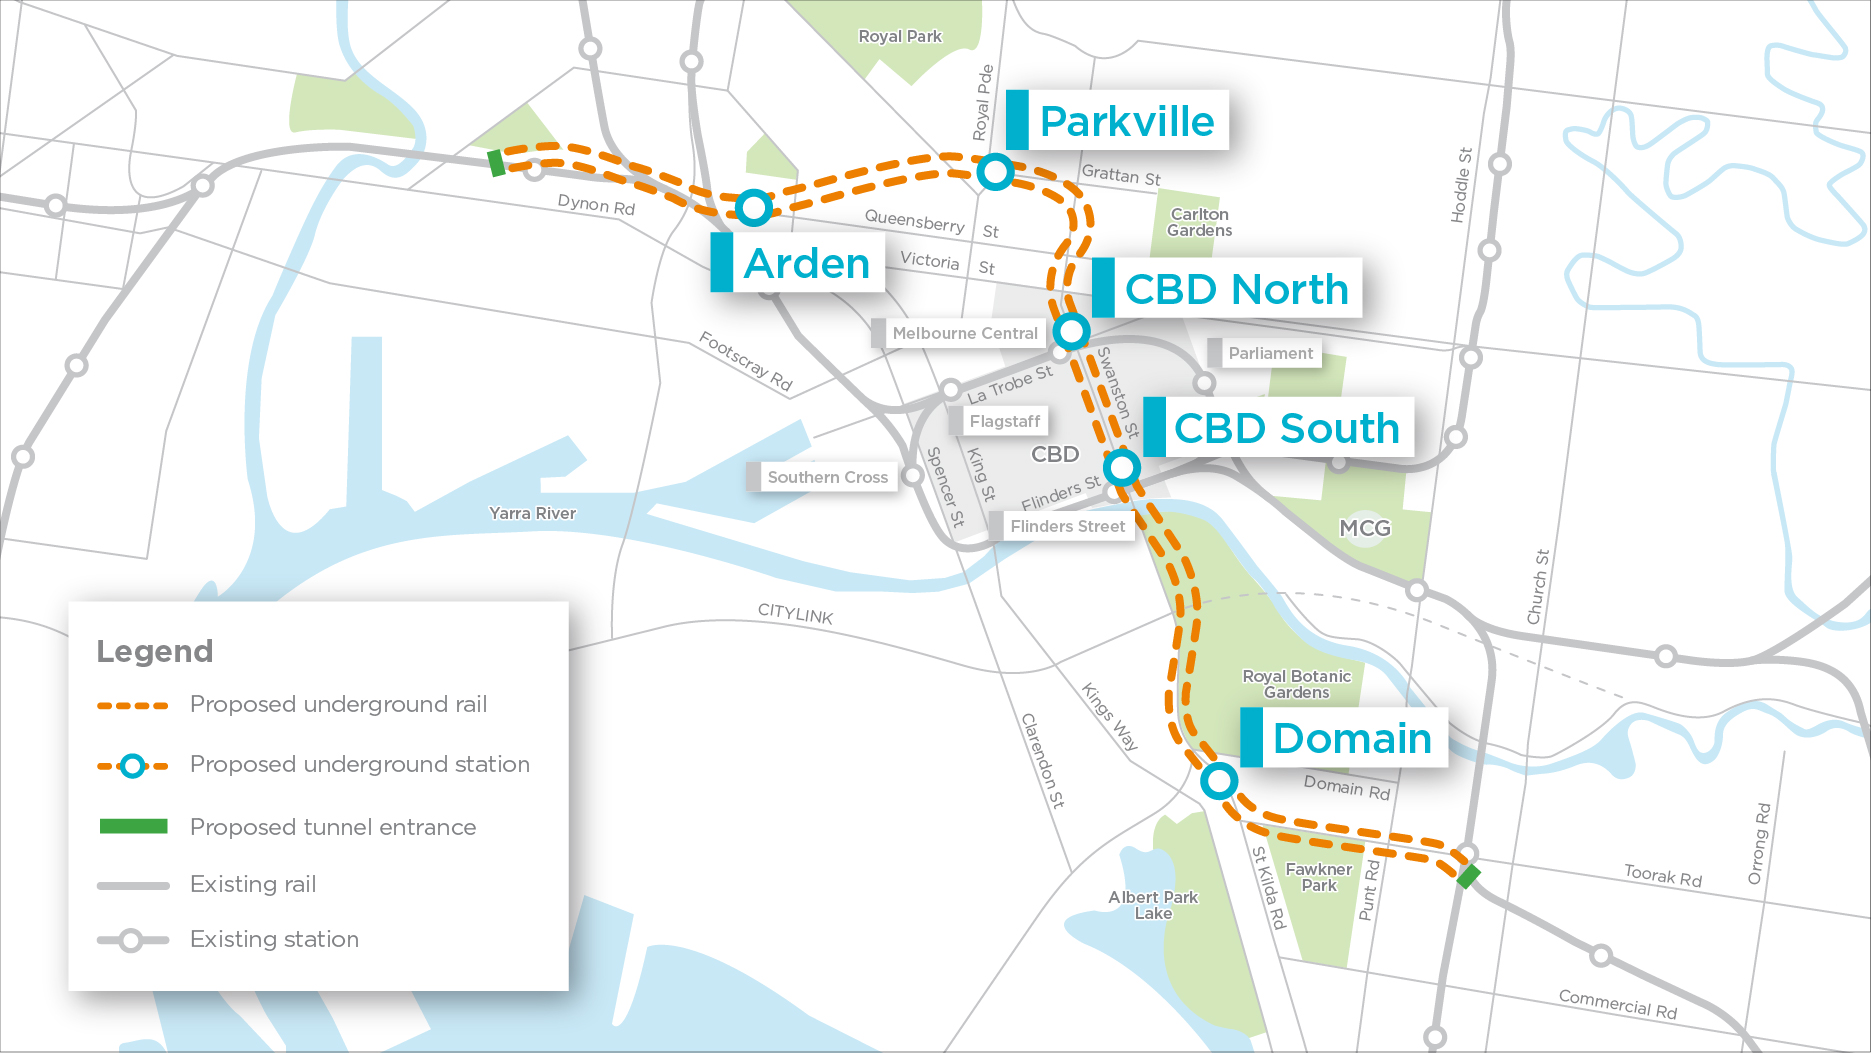 Royal Park
Royal Pde
Parkville
Grattan St
Hoddle St
Dynon Rd
Queensberry St
Carlton
Gardens
Arden
Victoria St
CBD North
Melbourne Central
Footscray Rd
La Trobe St
Swanston St
Parliament
Flagstaff
CBD
CBD South
Southern Cross
Spencer St
King St
Flinders St
Yarra River
Flinders Street
MCG
Church St
CITYLINK
Legend
Proposed underground rail
Proposed underground station
Proposed tunnel entrance
Existing rail
Existing station
Royal Botanic
Gardens
Kings Way
Clarendon St
Domain
Domain Rd
St Kilda Rd
Fawkner
Park
Punt Rd
Toorak Rd
Orrong Rd
Albert Park
Lake
Commercial Rd